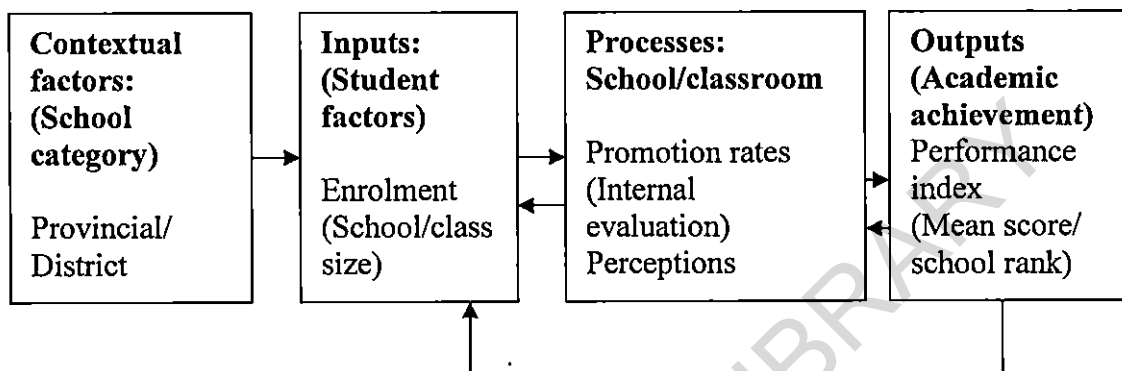 Contextual
factors:
(School
category)
Provincial/
District
Inputs:
(Student
factors)
Enrolment
(School/class
size)
Processes:
School/classroom
Promotion rates
(Internal
evaluation)
Perceptions
Outputs
(Academic
achievement)
Performance
index
(Mean score/
school rank)
LIBRARY